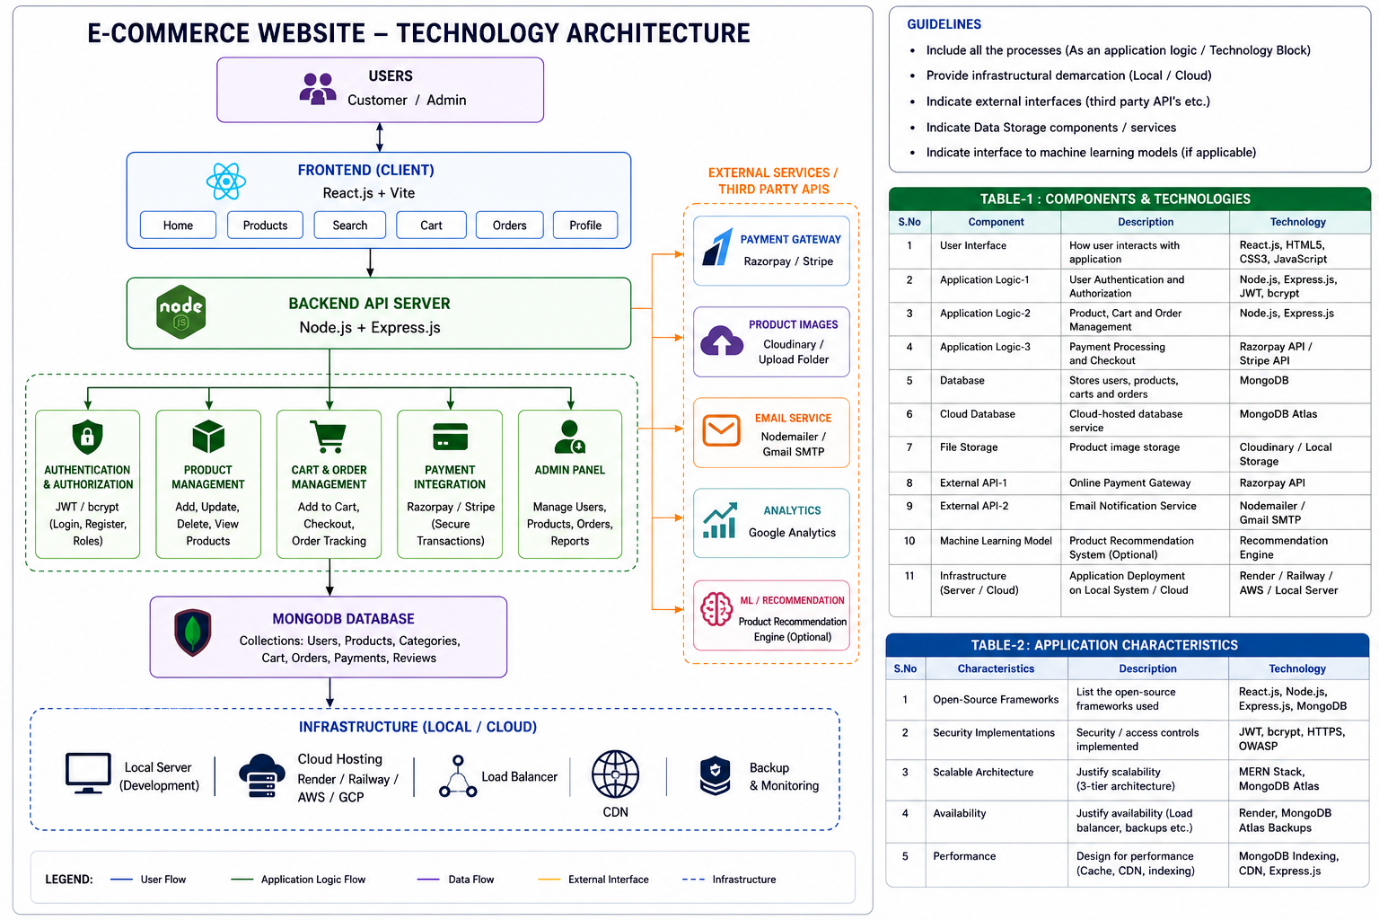 E-COMMERCE WEBSITE – TECHNOLOGY ARCHITECTURE
USERS
Customer / Admin
FRONTEND (CLIENT)
React.js + Vite
Home
Products
Search
Cart
Orders
Profile
BACKEND API SERVER
Node.js + Express.js
node
JS
AUTHENTICATION
& AUTHORIZATION
JWT / bcrypt
(Login, Register,
Roles)
PRODUCT
MANAGEMENT
Add, Update,
Delete, View
Products
CART & ORDER
MANAGEMENT
Add to Cart,
Checkout,
Order Tracking
PAYMENT
INTEGRATION
Razorpay / Stripe
(Secure
Transactions)
ADMIN PANEL
Manage Users,
Products, Orders,
Reports
MONGODB DATABASE
Collections: Users, Products, Categories,
Cart, Orders, Payments, Reviews
EXTERNAL SERVICES /
THIRD PARTY APIS
PAYMENT GATEWAY
Razorpay / Stripe
PRODUCT IMAGES
Cloudinary /
Upload Folder
EMAIL SERVICE
Nodemailer /
Gmail SMTP
ANALYTICS
Google Analytics
ML / RECOMMENDATION
Product Recommendation
Engine (Optional)
INFRASTRUCTURE (LOCAL / CLOUD)
Local Server
(Development)
Cloud Hosting
Render / Railway /
AWS / GCP
Load Balancer
CDN
Backup
& Monitoring
LEGEND:
User Flow
Application Logic Flow
Data Flow
External Interface
Infrastructure
GUIDELINES
• Include all the processes (As an application logic / Technology Block)
• Provide infrastructural demarcation (Local / Cloud)
• Indicate external interfaces (third party API's etc.)
• Indicate Data Storage components / services
• Indicate interface to machine learning models (if applicable)
TABLE-1 : COMPONENTS & TECHNOLOGIES
S.No Component Description Technology
1 User Interface How user interacts with React.js, HTML5,
application CSS3, JavaScript
2 Application Logic-1 User Authentication and Node.js, Express.js,
Authorization JWT, bcrypt
3 Application Logic-2 Product, Cart and Order Node.js, Express.js
Management
4 Application Logic-3 Payment Processing Razorpay API /
and Checkout Stripe API
5 Database Stores users, products, MongoDB
carts and orders
6 Cloud Database Cloud-hosted database MongoDB Atlas
service
7 File Storage Product image storage Cloudinary / Local
Storage
8 External API-1 Online Payment Gateway Razorpay API
9 External API-2 Email Notification Service Nodemailer /
Gmail SMTP
10 Machine Learning Model Product Recommendation Recommendation
System (Optional) Engine
11 Infrastructure Application Deployment Render / Railway /
(Server / Cloud) on Local System / Cloud AWS / Local Server
TABLE-2 : APPLICATION CHARACTERISTICS
S.No Characteristics Description Technology
1 Open-Source Frameworks List the open-source React.js, Node.js,
frameworks used Express.js, MongoDB
2 Security Implementations Security / access controls JWT, bcrypt, HTTPS,
implemented OWASP
3 Scalable Architecture Justify scalability MERN Stack,
(3-tier architecture) MongoDB Atlas
4 Availability Justify availability (Load Render, MongoDB
balancer, backups etc.) Atlas Backups
5 Performance Design for performance MongoDB Indexing,
(Cache, CDN, indexing) CDN, Express.js